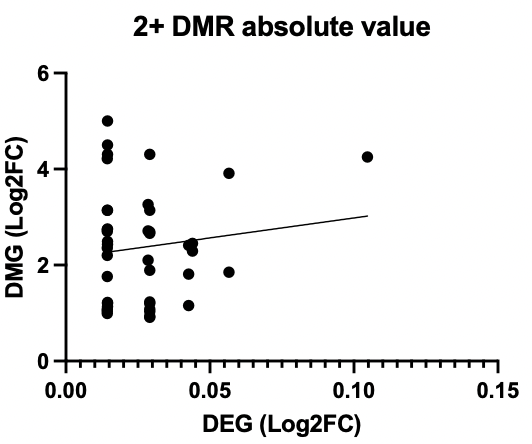 2+ DMR absolute value
6
4
2
0
DMG (Log2FC)
0.00 0.05 0.10 0.15
DEG (Log2FC)